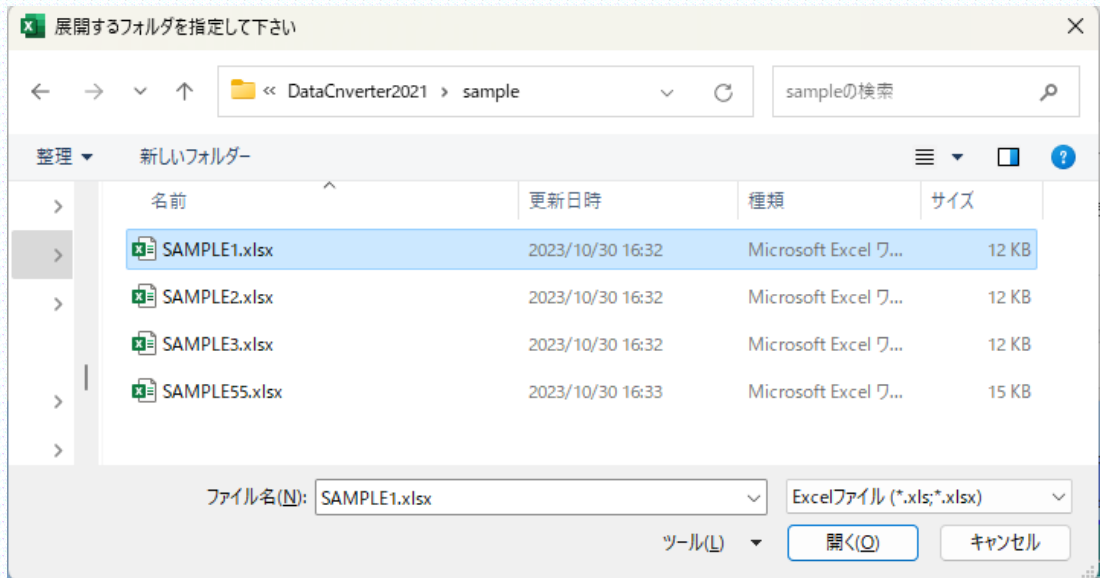 展開するフォルダを指定して下さい
« DataCnverter2021 › sample
sampleの検索
整理 新しいフォルダー
名前 更新日時 種類 サイズ
SAMPLE1.xlsx 2023/10/30 16:32 Microsoft Excel ワ... 12 KB
SAMPLE2.xlsx 2023/10/30 16:32 Microsoft Excel ワ... 12 KB
SAMPLE3.xlsx 2023/10/30 16:32 Microsoft Excel ワ... 12 KB
SAMPLE55.xlsx 2023/10/30 16:33 Microsoft Excel ワ... 15 KB
ファイル名(N): SAMPLE1.xlsx Excelファイル (*.xls;*.xlsx)
ツール(L) 開く(O) キャンセル